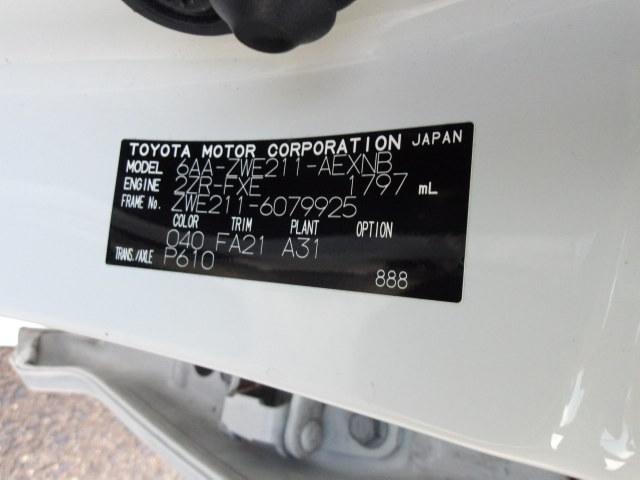 TOYOTA MOTOR CORPORATION JAPAN
MODEL 6AA-ZWE211-AEXNB
ENGINE 2ZR-FXE 1797 mL
FRAME No. ZWE211-6079925
COLOR TRIM PLANT OPTION
040 FA21 A31
TRANS./AXLE P610
888